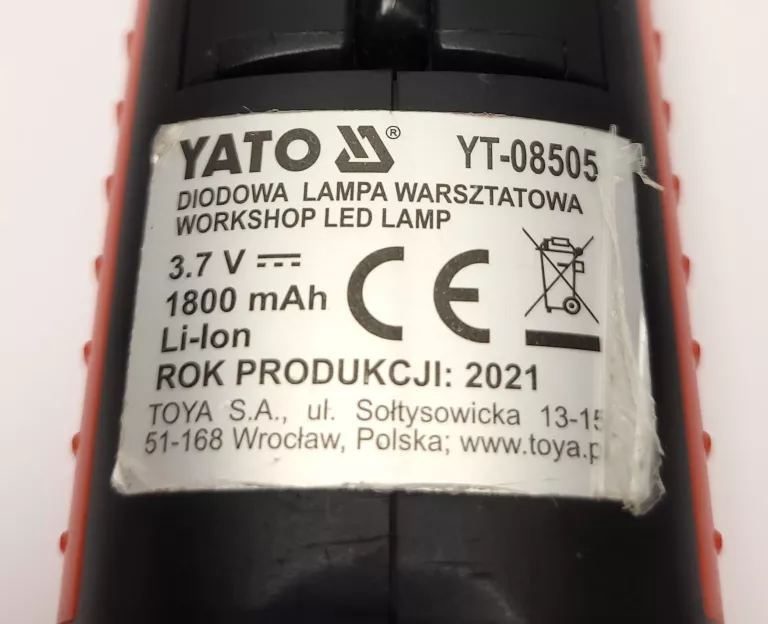 YATO ® YT-08505
DIODOWA LAMPA WARSZTATOWA
WORKSHOP LED LAMP
3.7 V
1800 mAh
Li-Ion
CE
ROK PRODUKCJI: 2021
TOYA S.A., ul. Sołtysowicka 13-15
51-168 Wrocław, Polska; www.toya.p